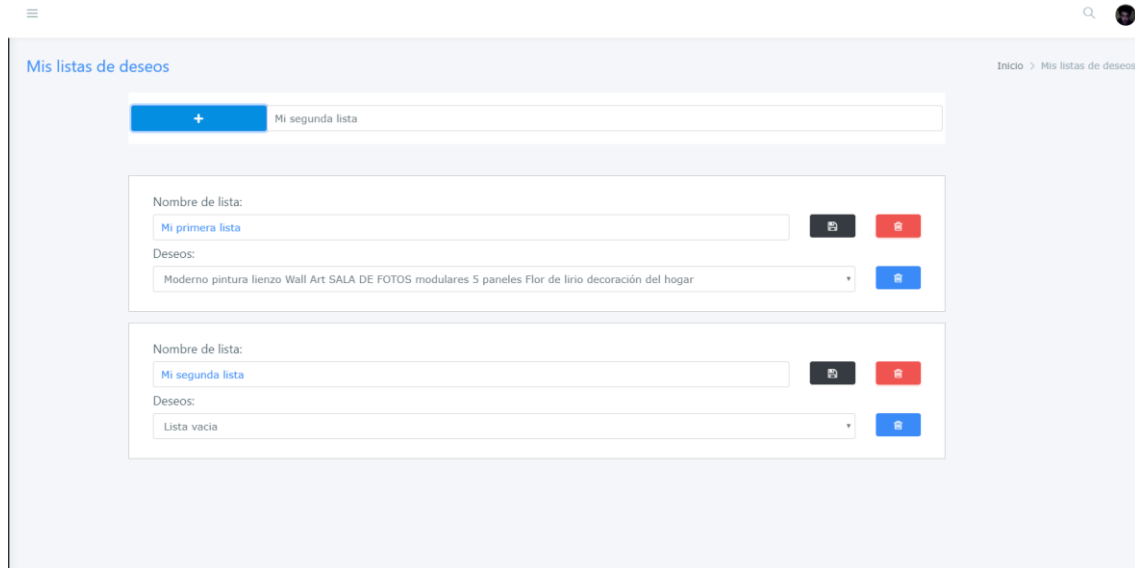 Mis listas de deseos
Inicio > Mis listas de deseos
+ Mi segunda lista
Nombre de lista:
Mi primera lista
Deseos:
Moderno pintura lienzo Wall Art SALA DE FOTOS modulares 5 paneles Flor de lirio decoración del hogar
Nombre de lista:
Mi segunda lista
Deseos:
Lista vacia